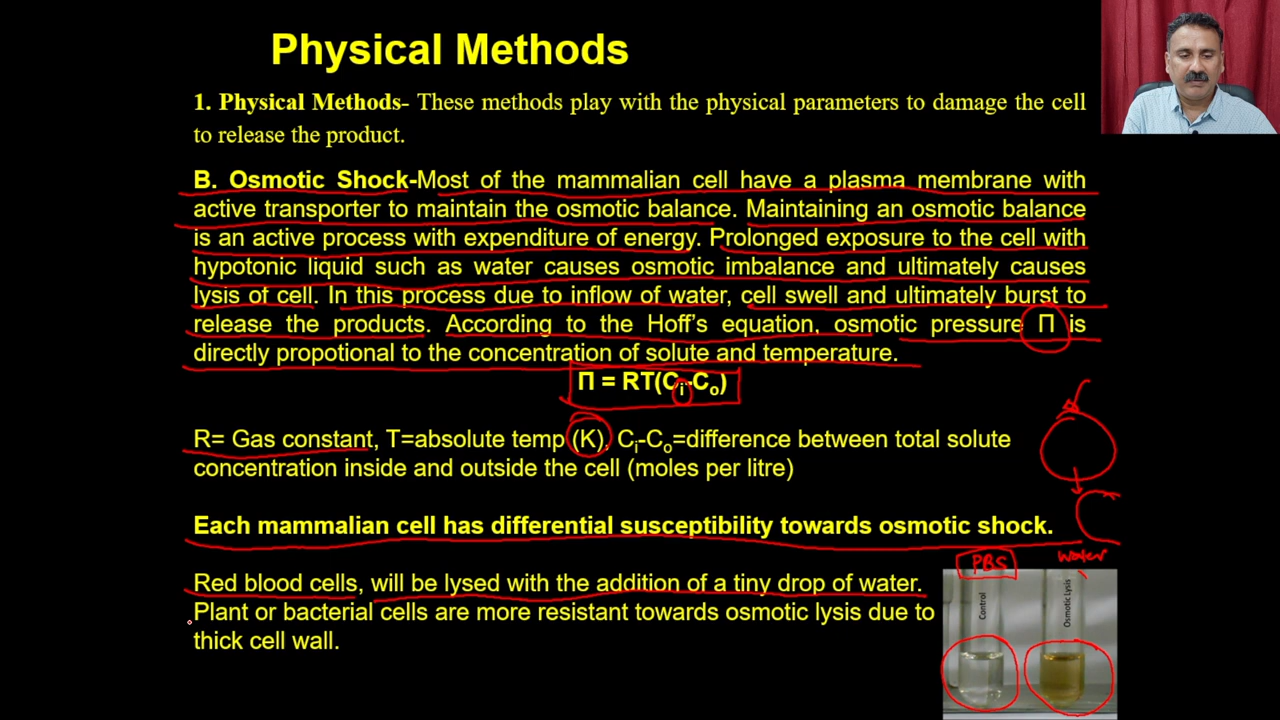 Physical Methods
1. Physical Methods- These methods play with the physical parameters to damage the cell
to release the product.
B. Osmotic Shock-Most of the mammalian cell have a plasma membrane with
active transporter to maintain the osmotic balance. Maintaining an osmotic balance
is an active process with expenditure of energy. Prolonged exposure to the cell with
hypotonic liquid such as water causes osmotic imbalance and ultimately causes
lysis of cell. In this process due to inflow of water, cell swell and ultimately burst to
release the products. According to the Hoff's equation, osmotic pressure Π is
directly propotional to the concentration of solute and temperature.
Π = RT(Ci-Co)
R= Gas constant, T=absolute temp (K), Ci-Co=difference between total solute
concentration inside and outside the cell (moles per litre)
Each mammalian cell has differential susceptibility towards osmotic shock.
PBS water
Red blood cells, will be lysed with the addition of a tiny drop of water.
Plant or bacterial cells are more resistant towards osmotic lysis due to
thick cell wall.
Control
Osmotic Lysis